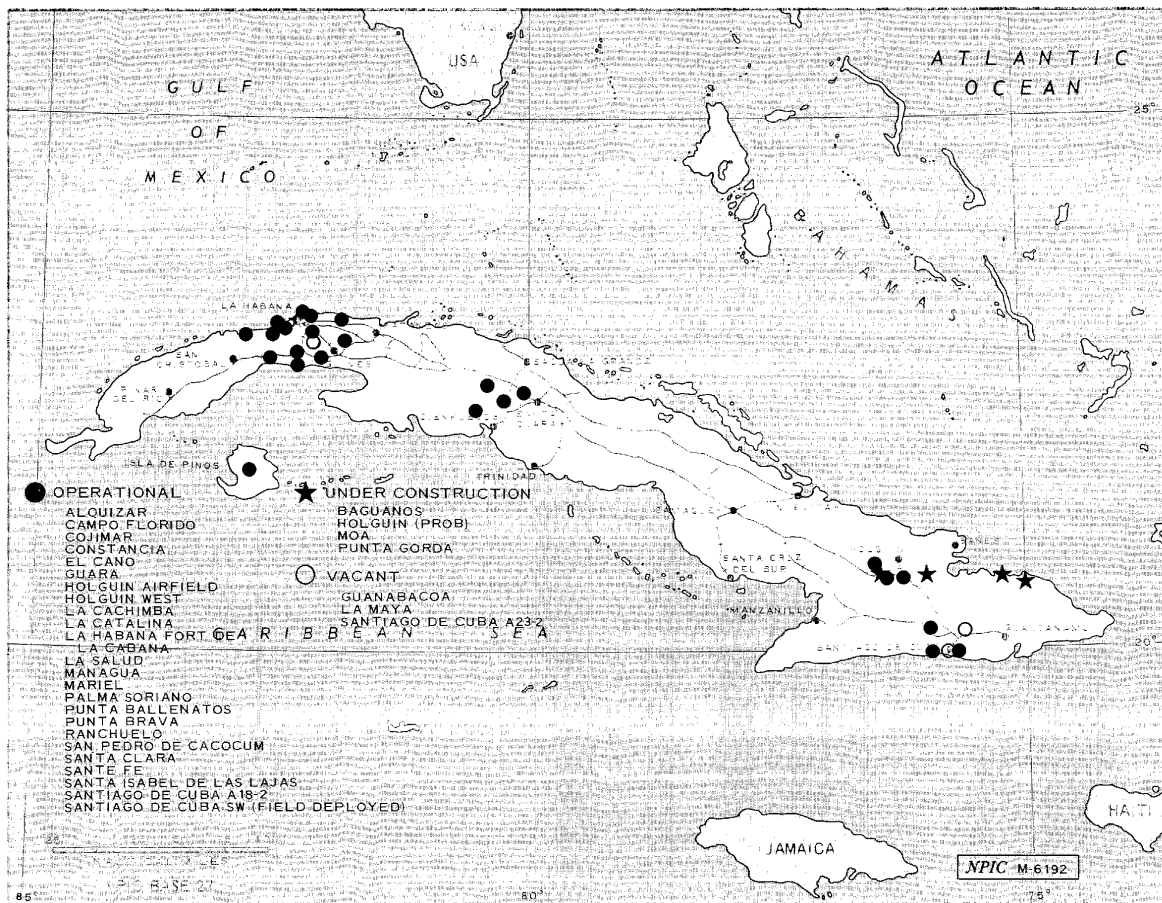 USA
ATLANTIC
OCEAN
GULF
OF
MEXICO
25°
BAHAMAS
LA HABANA
SAN
CRISTOBAL
PINAR
DEL RIO
ISLA DE PINOS
TRINIDAD
OPERATIONAL
ALQUIZAR
CAMPO FLORIDO
COJIMAR
CONSTANCIA
EL CANO
GUARA
HOLGUIN AIRFIELD
HOLGUIN WEST
LA CACHIMBA
LA CATALINA
LA HABANA FORT 6E
LA CABANA
LA SALUD
MANAGUA
MARIEL
PALMA SORIANO
PUNTA BALLENATOS
PUNTA BRAVA
RANCHUELO
SAN PEDRO DE CACOCUM
SANTA CLARA
SANTE FE
SANTA ISABEL DE LAS LAJAS
SANTIAGO DE CUBA A18-2
SANTIAGO DE CUBA SW (FIELD DEPLOYED)
UNDER CONSTRUCTION
BAGUANOS
HOLGUIN (PROB)
MOA
PUNTA GORDA
VACANT
GUANABACOA
LA MAYA
SANTIAGO DE CUBA A23-2
CARIBBEAN SEA
SANTA CRUZ
DEL SUR
BANES
MANZANILLO
GUANTANAMO
20°
HAITI
JAMAICA
NPIC M-6192
NPIC BASE 27
85°
80°
75°